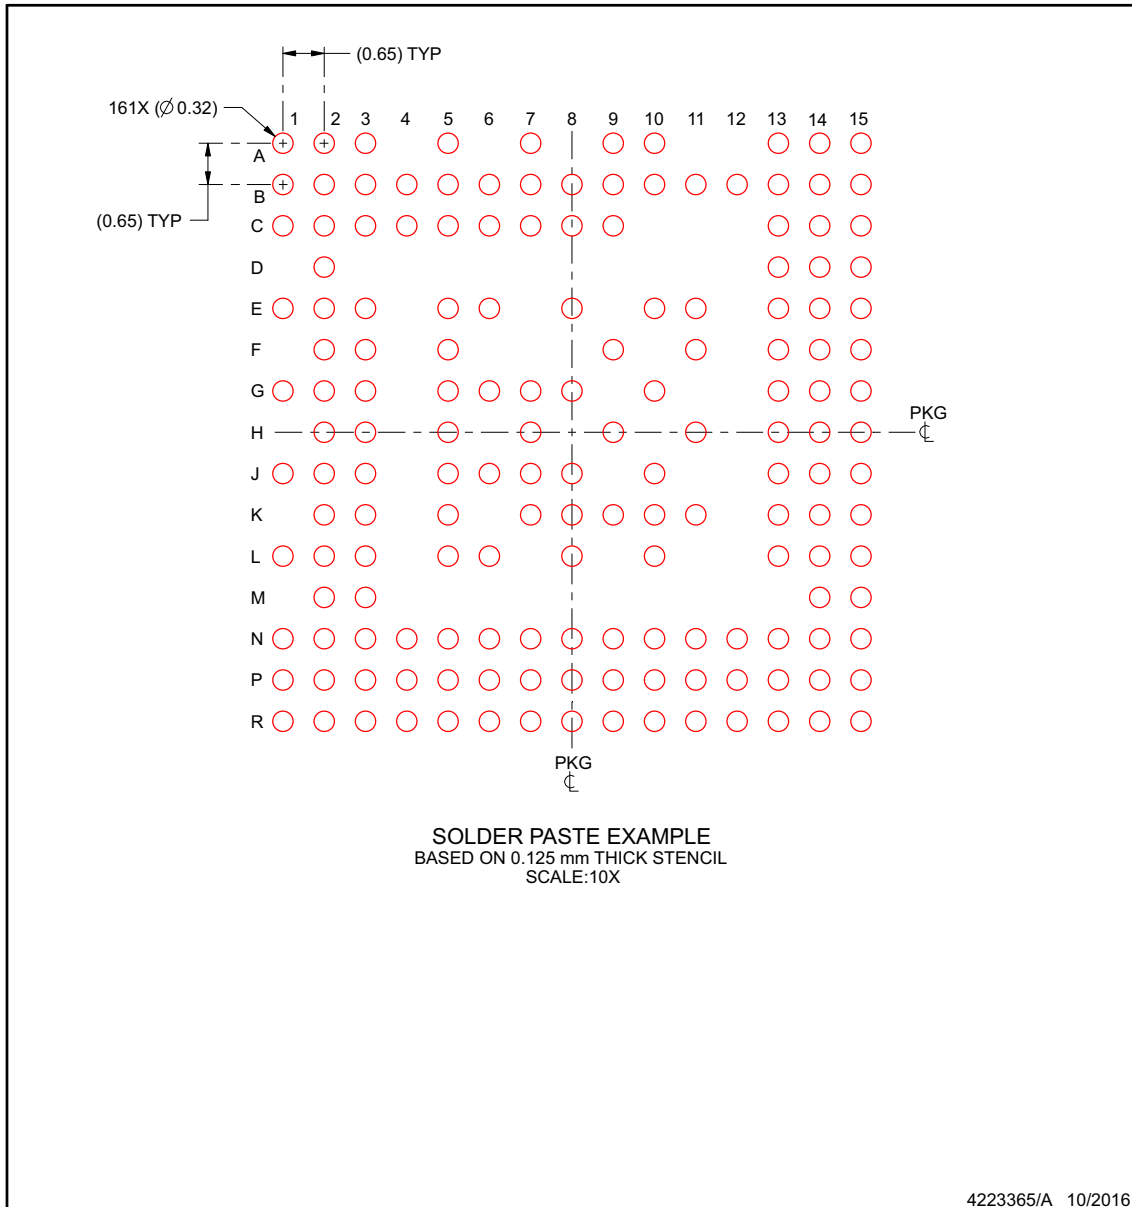 (0.65) TYP
161X (∅ 0.32)
1 2 3 4 5 6 7 8 9 10 11 12 13 14 15
A
B
(0.65) TYP
C
D
E
F
G
PKG
℄
H
J
K
L
M
N
P
R
PKG
℄
SOLDER PASTE EXAMPLE
BASED ON 0.125 mm THICK STENCIL
SCALE:10X
4223365/A 10/2016